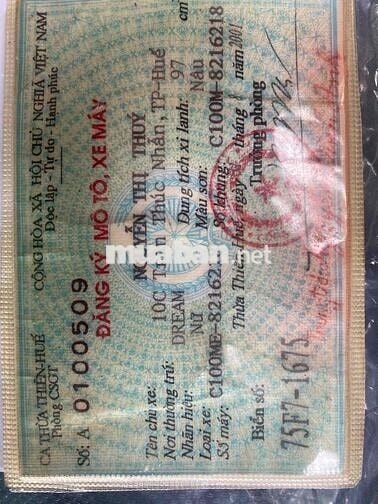 CA THỪA THIÊN-HUẾ
Phòng CSGT
CỘNG HÒA XÃ HỘI CHỦ NGHĨA VIỆT NAM
Độc lập - Tự do - Hạnh phúc
Số: A 0100509
ĐĂNG KÝ MÔ TÔ, XE MÁY
Tên chủ xe: NGUYỄN THỊ THUÝ
Nơi thường trú: 10C Trần Thúc Nhẫn, TP-Huế
Nhãn hiệu: DREAM Dung tích xi lanh: 97 cm
Loại xe: Nữ Màu sơn: Nâu
Số máy: C100ME-82162 Số khung: C100M-8216218
Thừa Thiên Huế, ngày tháng năm 2001
Biển số: Trưởng phòng
75F7-1675
muaban.net